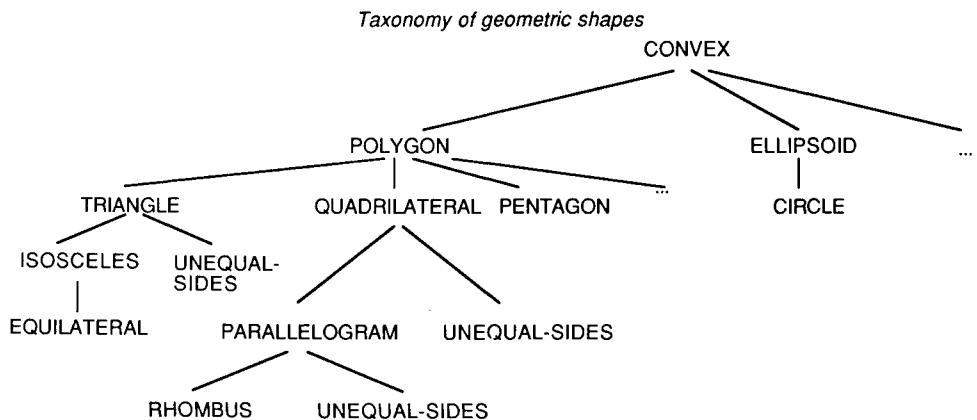 Taxonomy of geometric shapes
CONVEX
POLYGON
ELLIPSOID
...
TRIANGLE
QUADRILATERAL
PENTAGON
...
CIRCLE
ISOSCELES
UNEQUAL-
SIDES
EQUILATERAL
PARALLELOGRAM
UNEQUAL-SIDES
RHOMBUS
UNEQUAL-SIDES